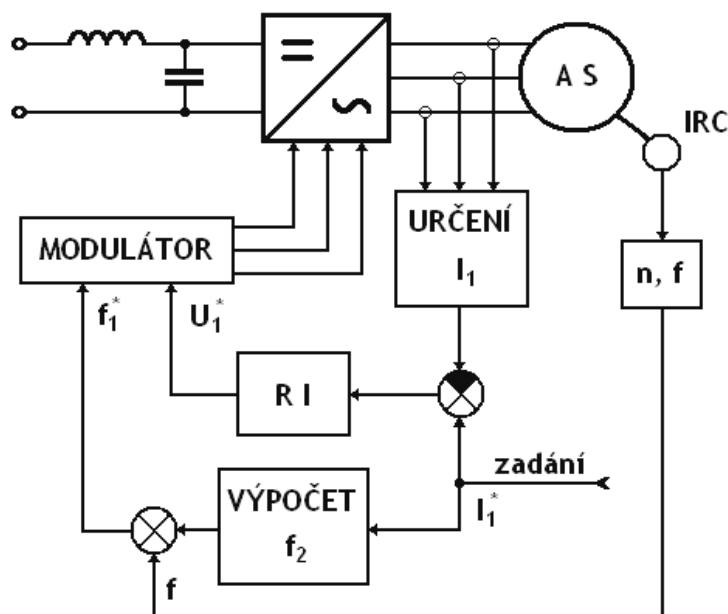 A S
IRC
URČENÍ
I₁
MODULÁTOR
n, f
f₁*
U₁*
R I
zadání
VÝPOČET
f₂
I₁*
f